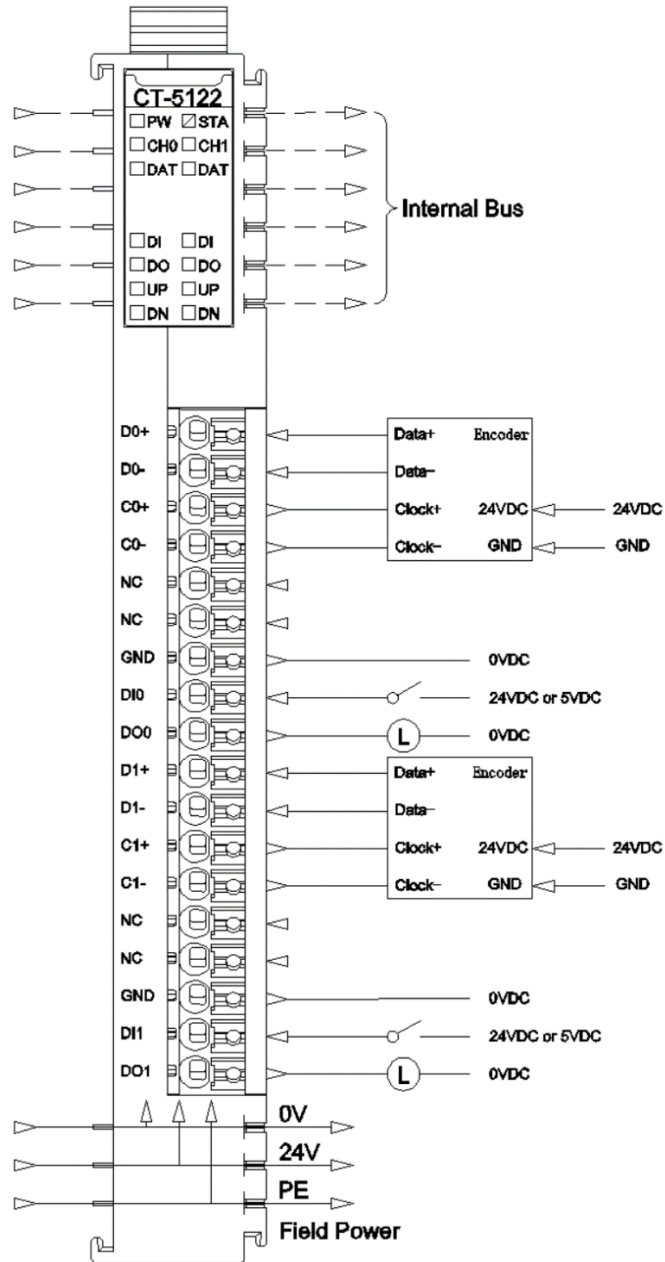 CT-5122
PW STA
CH0 CH1
DAT DAT
DI DI
DO DO
UP UP
DN DN
Internal Bus
D0+ Data+ Encoder
D0- Data-
C0+ Clock+ 24VDC 24VDC
C0- Clock- GND GND
NC
NC
GND 0VDC
DI0 24VDC or 5VDC
DO0 L 0VDC
D1+ Data+ Encoder
D1- Data-
C1+ Clock+ 24VDC 24VDC
C1- Clock- GND GND
NC
NC
GND 0VDC
DI1 24VDC or 5VDC
DO1 L 0VDC
0V
24V
PE
Field Power